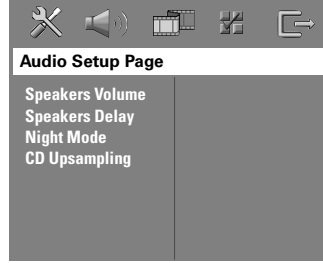 Audio Setup Page
Speakers Volume
Speakers Delay
Night Mode
CD Upsampling